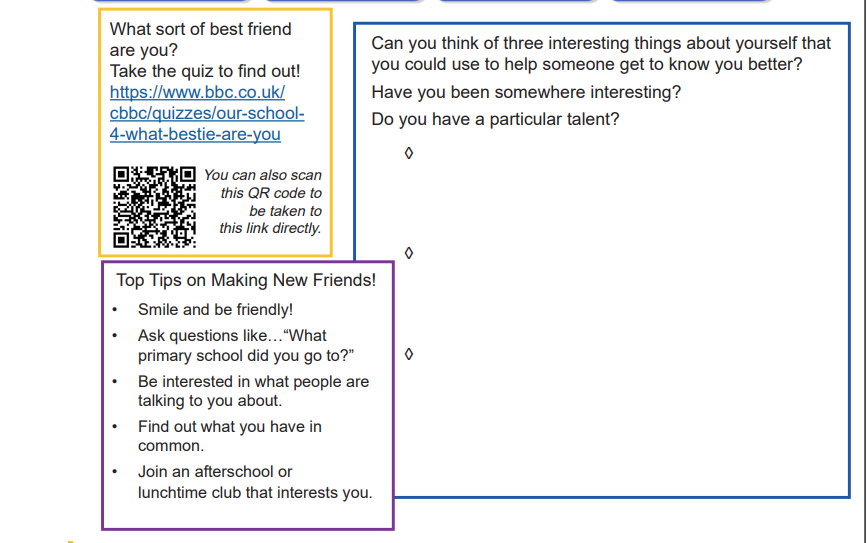 What sort of best friend
are you?
Take the quiz to find out!
https://www.bbc.co.uk/
cbbc/quizzes/our-school-
4-what-bestie-are-you
You can also scan
this QR code to
be taken to
this link directly.
Top Tips on Making New Friends!
• Smile and be friendly!
• Ask questions like…“What
primary school did you go to?”
• Be interested in what people are
talking to you about.
• Find out what you have in
common.
• Join an afterschool or
lunchtime club that interests you.
Can you think of three interesting things about yourself that
you could use to help someone get to know you better?
Have you been somewhere interesting?
Do you have a particular talent?
◊
◊
◊